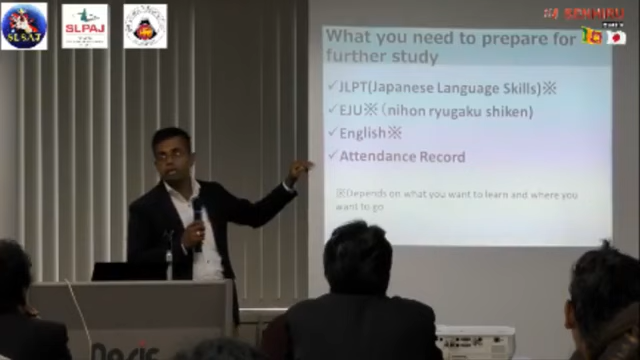 SLSAJ
SLPAJ
What you need to prepare for
further study
✓JLPT(Japanese Language Skills)※
✓EJU※（nihon ryugaku shiken)
✓English※
✓Attendance Record
※Depends on what you want to learn and where you
want to go